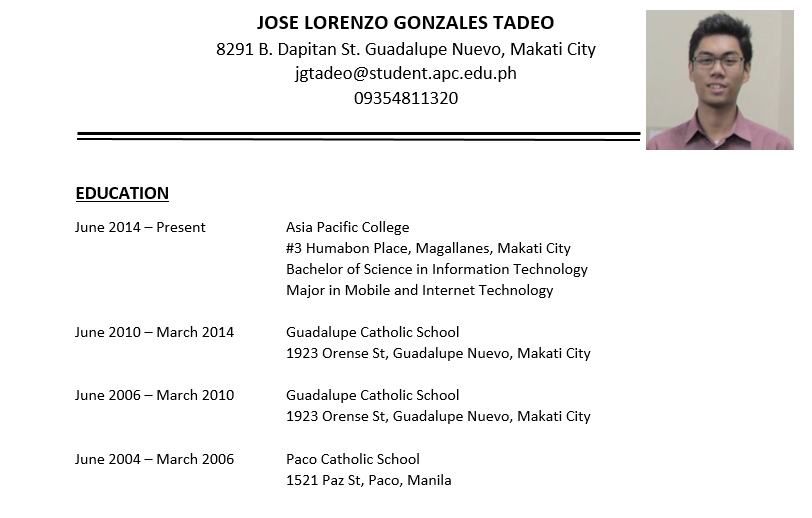 JOSE LORENZO GONZALES TADEO
8291 B. Dapitan St. Guadalupe Nuevo, Makati City
jgtadeo@student.apc.edu.ph
09354811320
EDUCATION
June 2014 – Present Asia Pacific College
#3 Humabon Place, Magallanes, Makati City
Bachelor of Science in Information Technology
Major in Mobile and Internet Technology
June 2010 – March 2014 Guadalupe Catholic School
1923 Orense St, Guadalupe Nuevo, Makati City
June 2006 – March 2010 Guadalupe Catholic School
1923 Orense St, Guadalupe Nuevo, Makati City
June 2004 – March 2006 Paco Catholic School
1521 Paz St, Paco, Manila